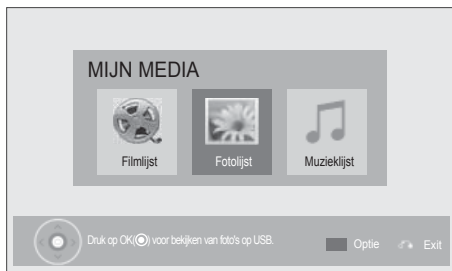 MIJN MEDIA
Filmlijst Fotolijst Muzieklijst
Druk op OK(◉) voor bekijken van foto's op USB.
Optie Exit